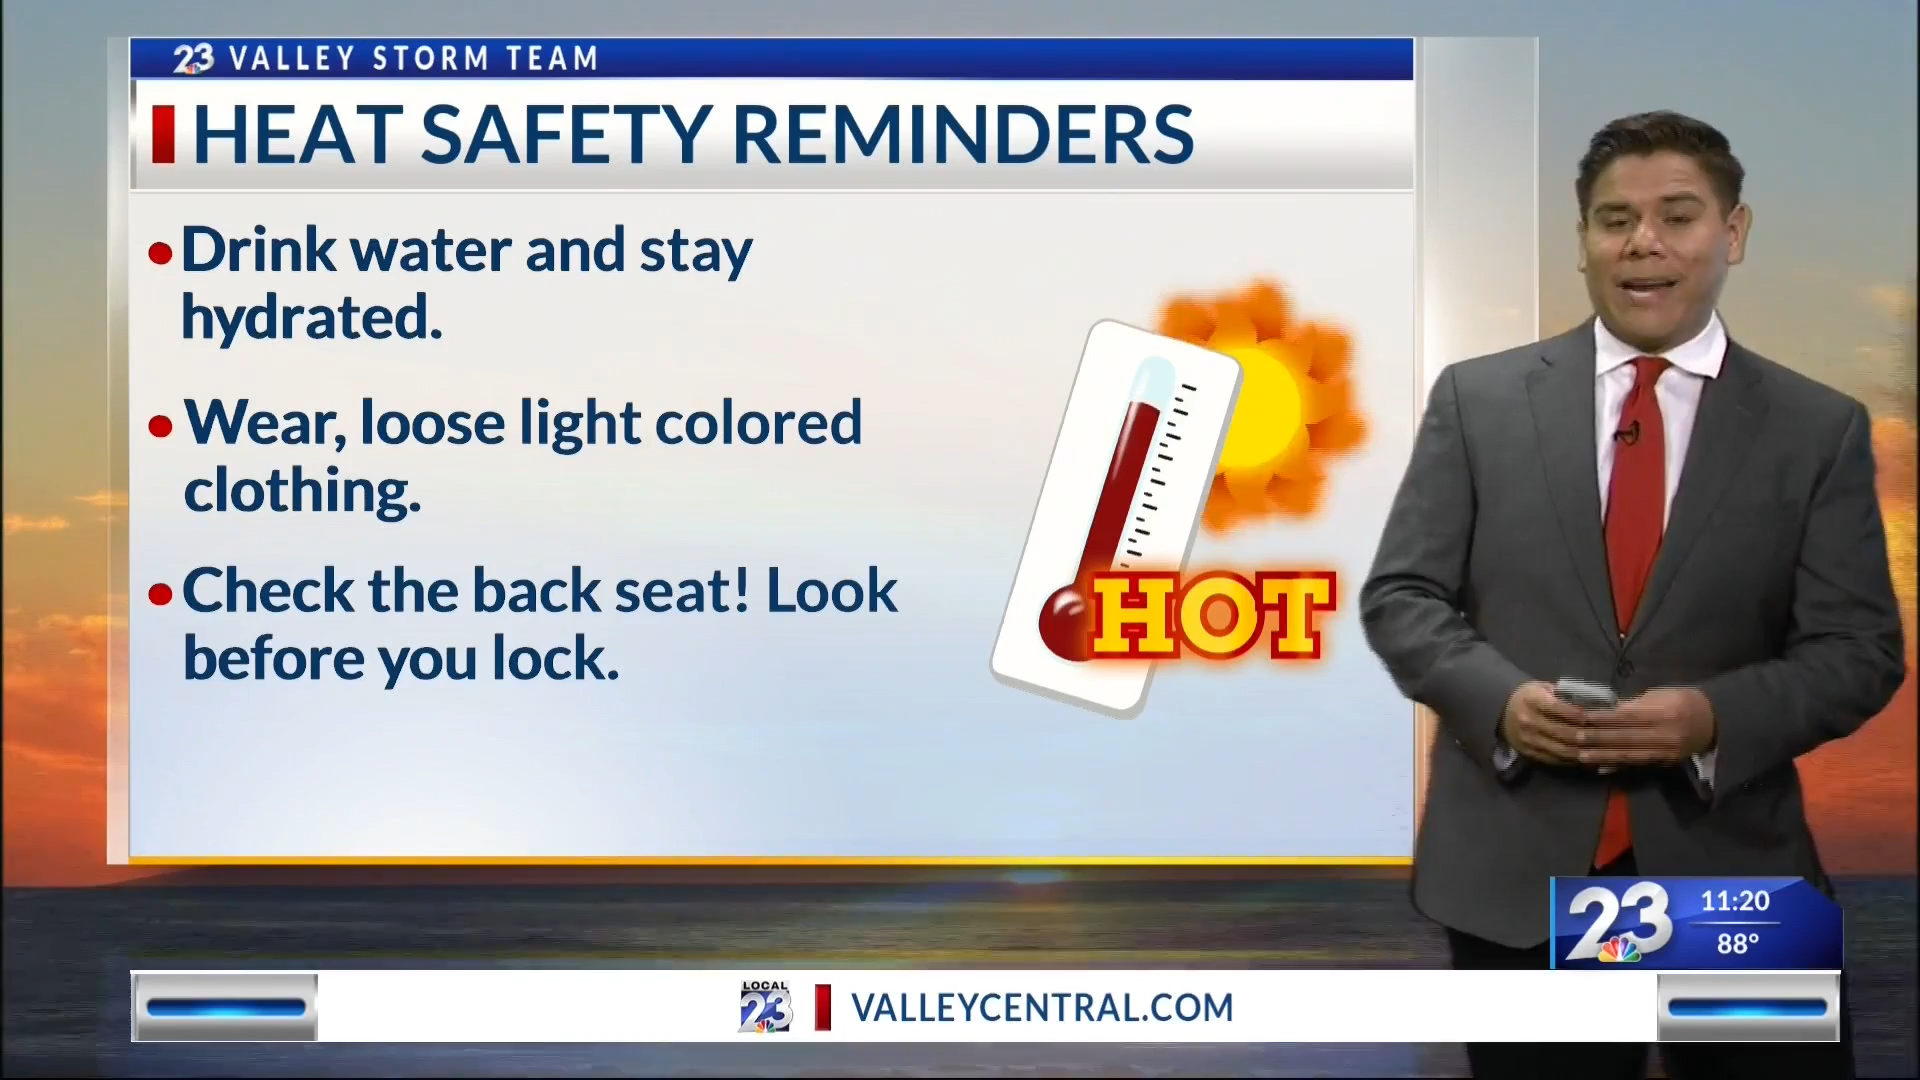 23 VALLEY STORM TEAM
HEAT SAFETY REMINDERS
Drink water and stay
hydrated.
Wear, loose light colored
clothing.
Check the back seat! Look
before you lock.
HOT
23
11:20
88°
LOCAL
23
VALLEYCENTRAL.COM